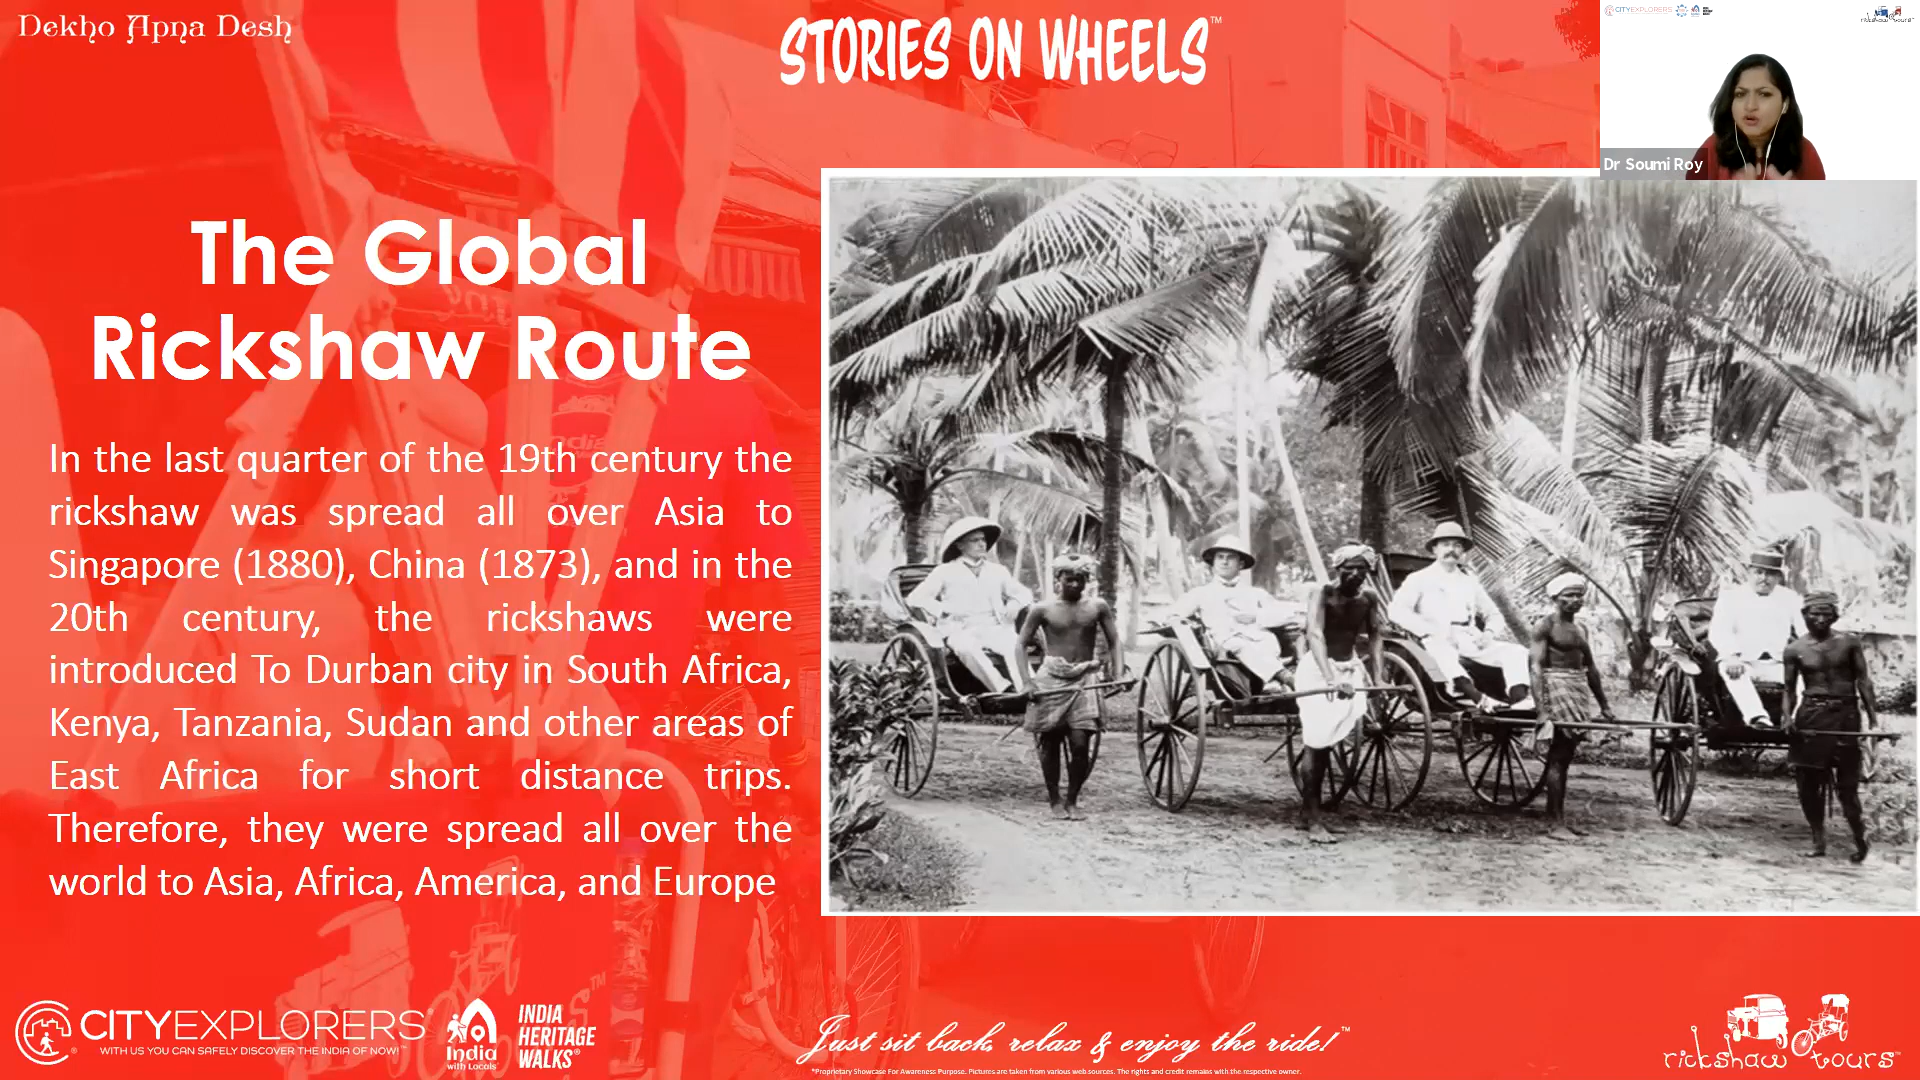 Dekho Apna Desh
STORIES ON WHEELS™
CITYEXPLORERS
Dr Soumi Roy
The Global
Rickshaw Route
In the last quarter of the 19th century the
rickshaw was spread all over Asia to
Singapore (1880), China (1873), and in the
20th century, the rickshaws were
introduced To Durban city in South Africa,
Kenya, Tanzania, Sudan and other areas of
East Africa for short distance trips.
Therefore, they were spread all over the
world to Asia, Africa, America, and Europe
CITYEXPLORERS®
WITH US YOU CAN SAFELY DISCOVER THE INDIA OF NOW!™
India
with Locals
INDIA
HERITAGE
WALKS®
Just sit back, relax & enjoy the ride!™
*Proprietary Showcase For Awareness Purpose. Pictures are taken from various web sources. The rights and credit remains with the respective owner.
rickshaw tours™